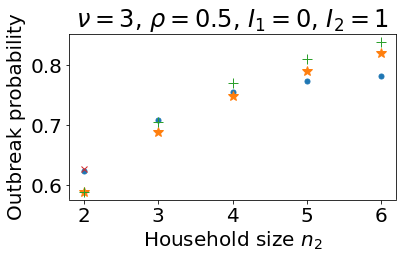 ν = 3, ρ = 0.5, I₁ = 0, I₂ = 1
Outbreak probability
0.8
0.7
0.6
2 3 4 5 6
Household size n₂